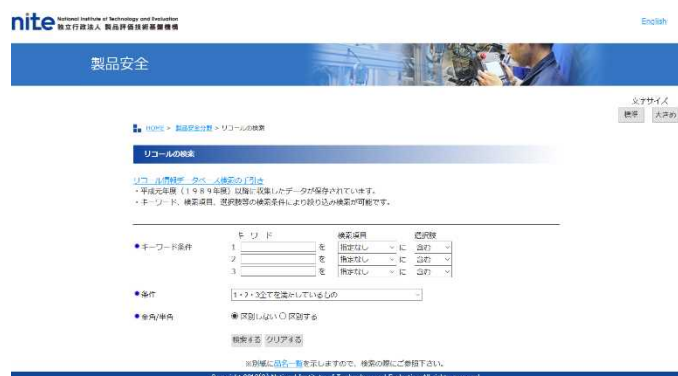 nite National Institute of Technology and Evaluation
独立行政法人 製品評価技術基盤機構
English
製品安全
文字サイズ
標準 大きめ
HOME > 製品安全分野 > リコールの検索
リコールの検索
リコール情報データベース検索の手引き
・平成元年度（1989年度）以降に収集したデータが保存されています。
・キーワード、検索項目、選択肢等の検索条件により絞り込み検索が可能です。
キーワード 検索項目 選択肢
●キーワード条件 1 を 指定なし に 含む
2 を 指定なし に 含む
3 を 指定なし に 含む
●条件 1・2・3全てを満たしているもの
●全角/半角 区別しない 区別する
検索する クリアする
※別紙に品名一覧を示しますので、検索の際にご参照下さい。